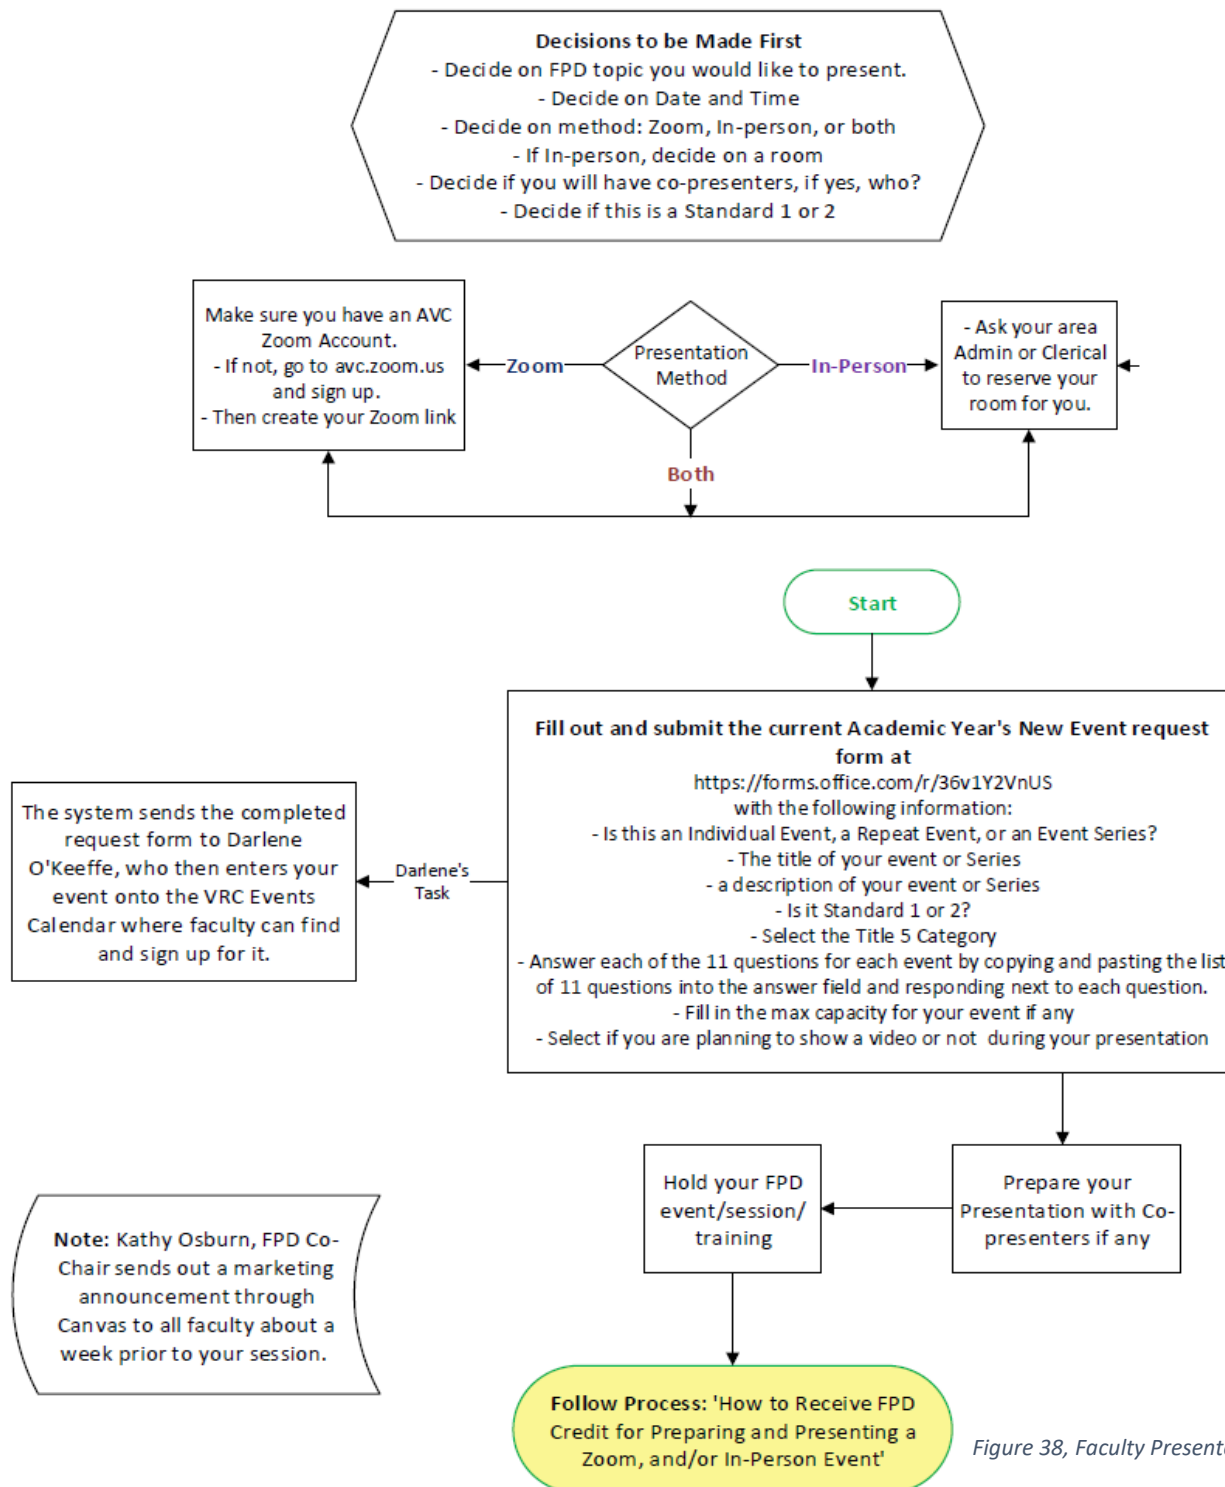 Decisions to be Made First
- Decide on FPD topic you would like to present.
- Decide on Date and Time
- Decide on method: Zoom, In-person, or both
- If In-person, decide on a room
- Decide if you will have co-presenters, if yes, who?
- Decide if this is a Standard 1 or 2
Make sure you have an AVC
Zoom Account.
- If not, go to avc.zoom.us
and sign up.
- Then create your Zoom link
Zoom
Presentation
Method
In-Person
- Ask your area
Admin or Clerical
to reserve your
room for you.
Both
Start
Fill out and submit the current Academic Year's New Event request
form at
https://forms.office.com/r/36v1Y2VnUS
with the following information:
- Is this an Individual Event, a Repeat Event, or an Event Series?
- The title of your event or Series
- a description of your event or Series
- Is it Standard 1 or 2?
- Select the Title 5 Category
- Answer each of the 11 questions for each event by copying and pasting the list
of 11 questions into the answer field and responding next to each question.
- Fill in the max capacity for your event if any
- Select if you are planning to show a video or not during your presentation
Darlene's
Task
The system sends the completed
request form to Darlene
O'Keeffe, who then enters your
event onto the VRC Events
Calendar where faculty can find
and sign up for it.
Prepare your
Presentation with Co-
presenters if any
Hold your FPD
event/session/
training
Note: Kathy Osburn, FPD Co-
Chair sends out a marketing
announcement through
Canvas to all faculty about a
week prior to your session.
Follow Process: 'How to Receive FPD
Credit for Preparing and Presenting a
Zoom, and/or In-Person Event'
Figure 38, Faculty